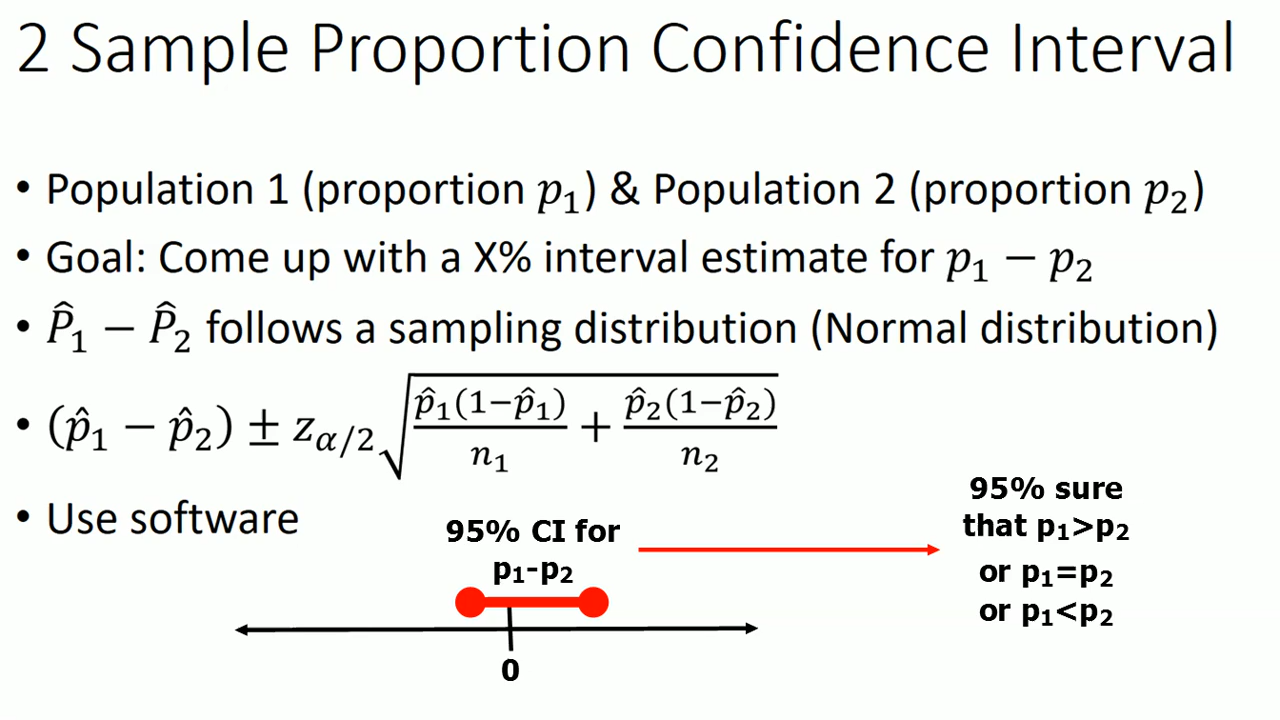 2 Sample Proportion Confidence Interval
• Population 1 (proportion p₁) & Population 2 (proportion p₂)
• Goal: Come up with a X% interval estimate for p₁ − p₂
• P̂₁ − P̂₂ follows a sampling distribution (Normal distribution)
• (p̂₁ − p̂₂) ± z_{α/2} √(p̂₁(1−p̂₁)/n₁ + p̂₂(1−p̂₂)/n₂)
• Use software
95% CI for
p₁-p₂
0
95% sure
that p₁>p₂
or p₁=p₂
or p₁<p₂